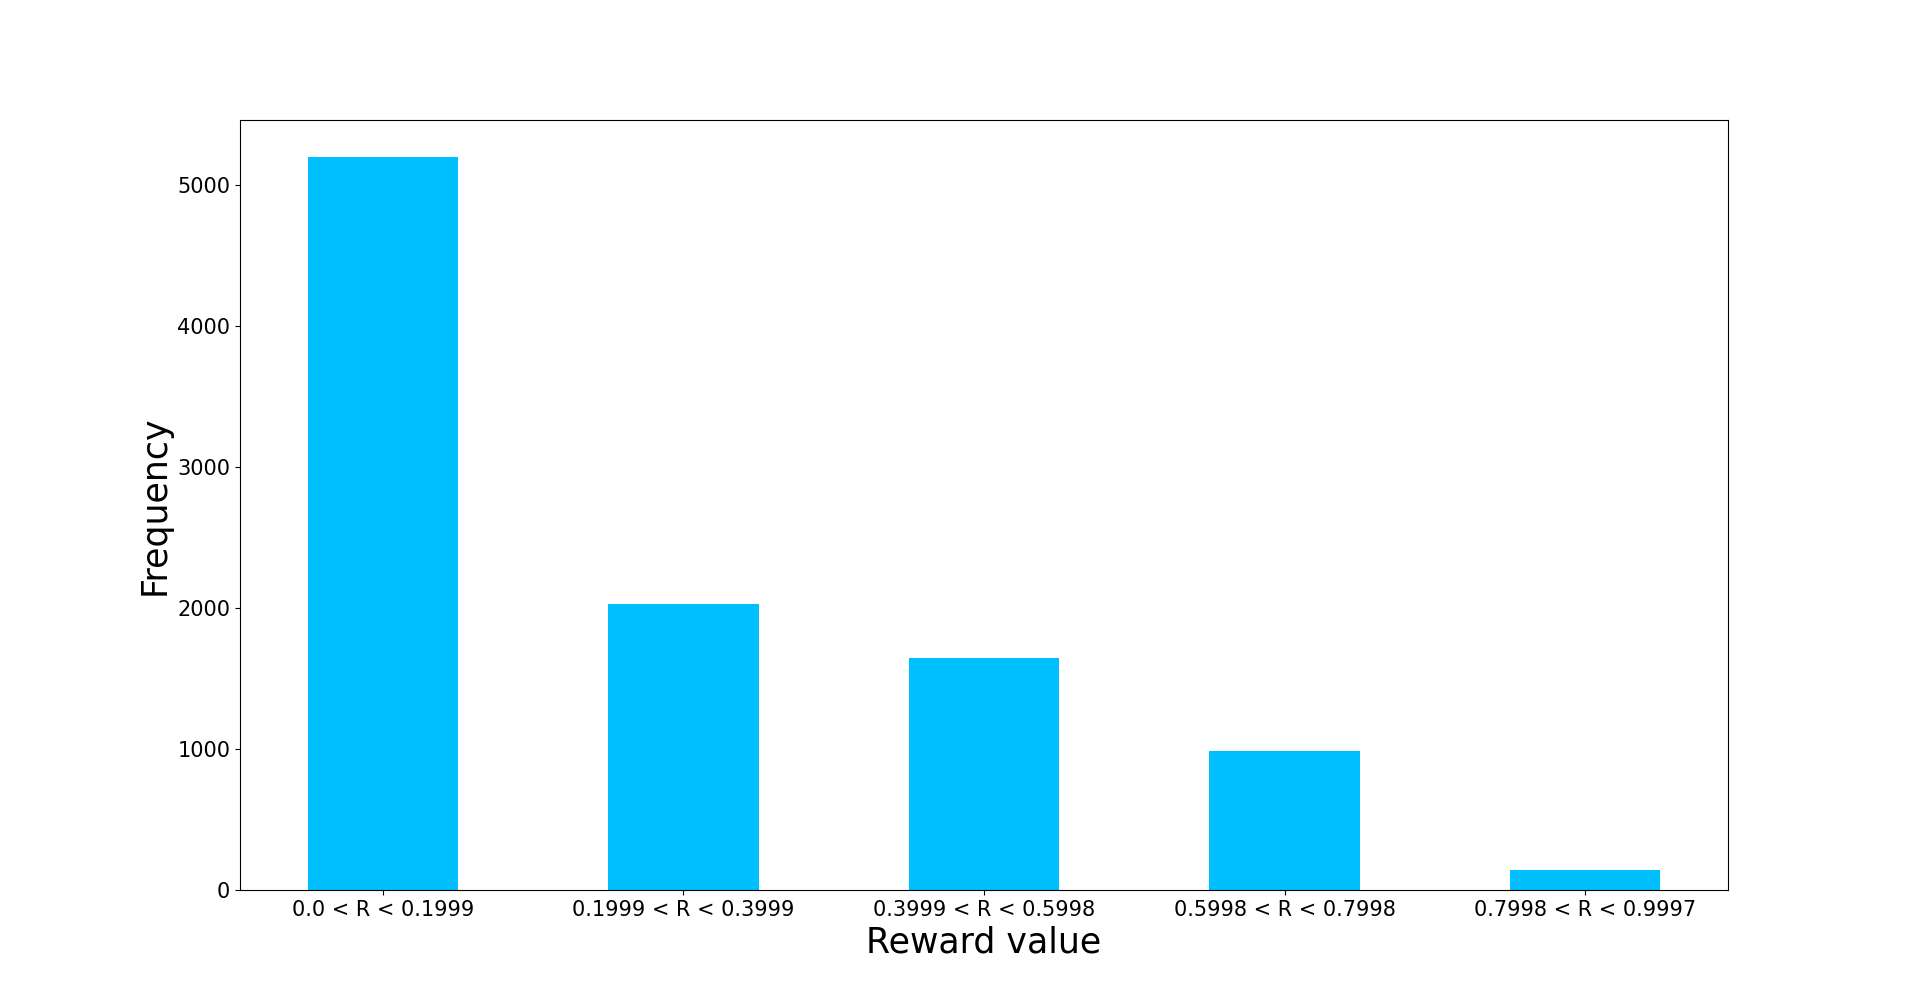 Frequency
5000
4000
3000
2000
1000
0
0.0 < R < 0.1999
0.1999 < R < 0.3999
0.3999 < R < 0.5998
0.5998 < R < 0.7998
0.7998 < R < 0.9997
Reward value